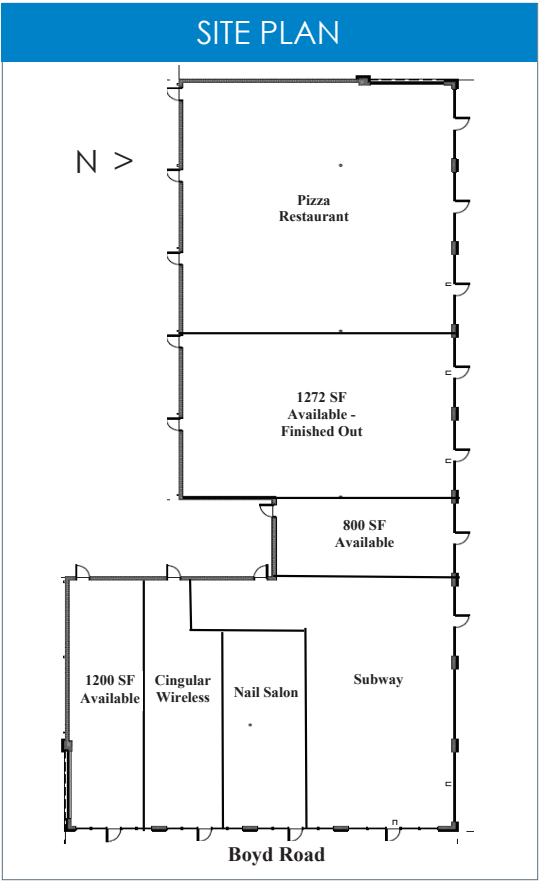 SITE PLAN
N >
Pizza
Restaurant
1272 SF
Available -
Finished Out
800 SF
Available
1200 SF
Available
Cingular
Wireless
Nail Salon
Subway
Boyd Road